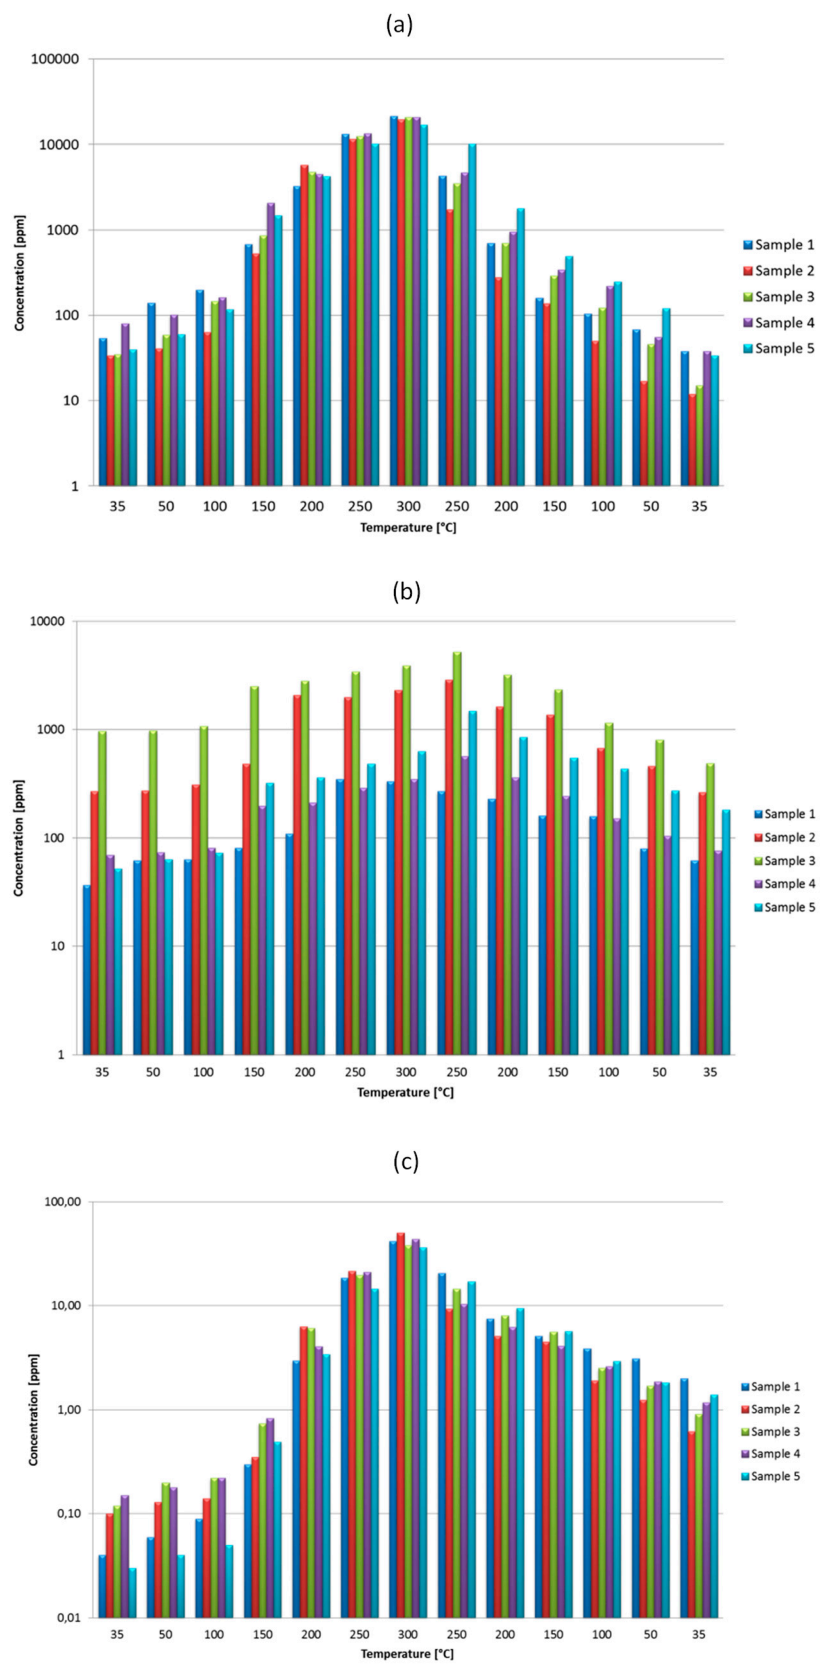 (a)
100000
10000
1000
100
10
1
Concentration [ppm]
35 50 100 150 200 250 300 250 200 150 100 50 35
Temperature [°C]
Sample 1
Sample 2
Sample 3
Sample 4
Sample 5
(b)
10000
1000
100
10
1
Concentration [ppm]
35 50 100 150 200 250 300 250 200 150 100 50 35
Temperature [°C]
Sample 1
Sample 2
Sample 3
Sample 4
Sample 5
(c)
100,00
10,00
1,00
0,10
0,01
Concentration [ppm]
35 50 100 150 200 250 300 250 200 150 100 50 35
Temperature [°C]
Sample 1
Sample 2
Sample 3
Sample 4
Sample 5